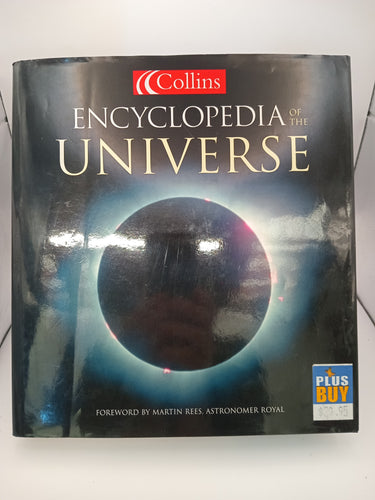 Collins
ENCYCLOPEDIA OF THE
UNIVERSE
FOREWORD BY MARTIN REES, ASTRONOMER ROYAL
PLUS
BUY